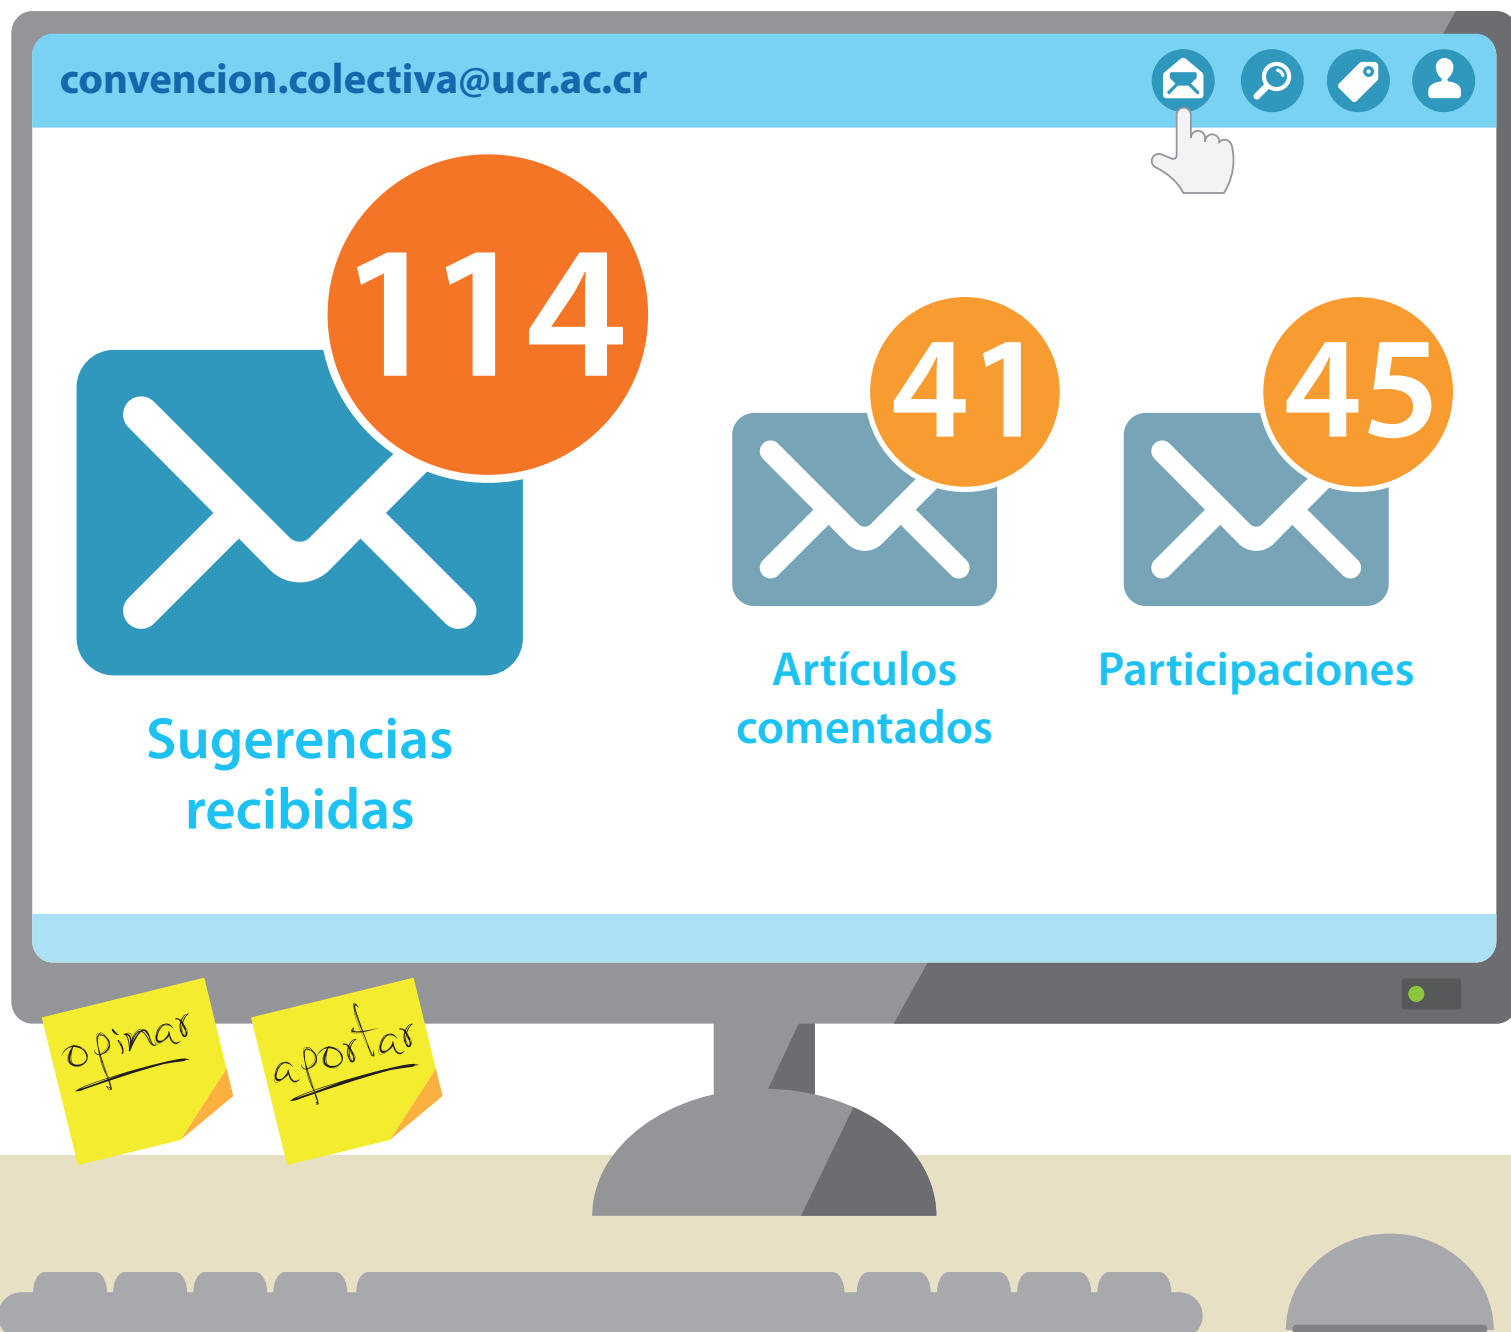 convencion.colectiva@ucr.ac.cr
114
Sugerencias
recibidas
41
Artículos
comentados
45
Participaciones
opinar
aportar